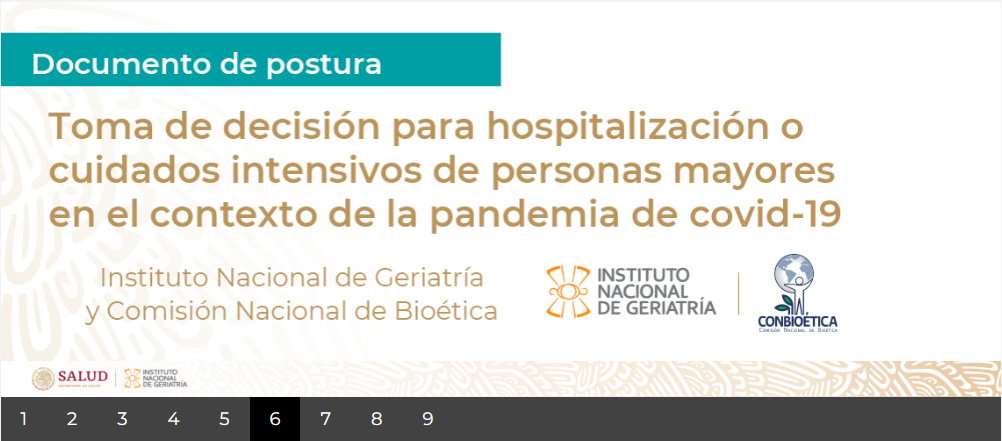 Documento de postura
Toma de decisión para hospitalización o
cuidados intensivos de personas mayores
en el contexto de la pandemia de covid-19
Instituto Nacional de Geriatría
y Comisión Nacional de Bioética
INSTITUTO
NACIONAL
DE GERIATRÍA
CONBIOÉTICA
COMISIÓN NACIONAL DE BIOÉTICA
SALUD
SECRETARÍA DE SALUD
INSTITUTO
NACIONAL
DE GERIATRÍA
1 2 3 4 5 6 7 8 9